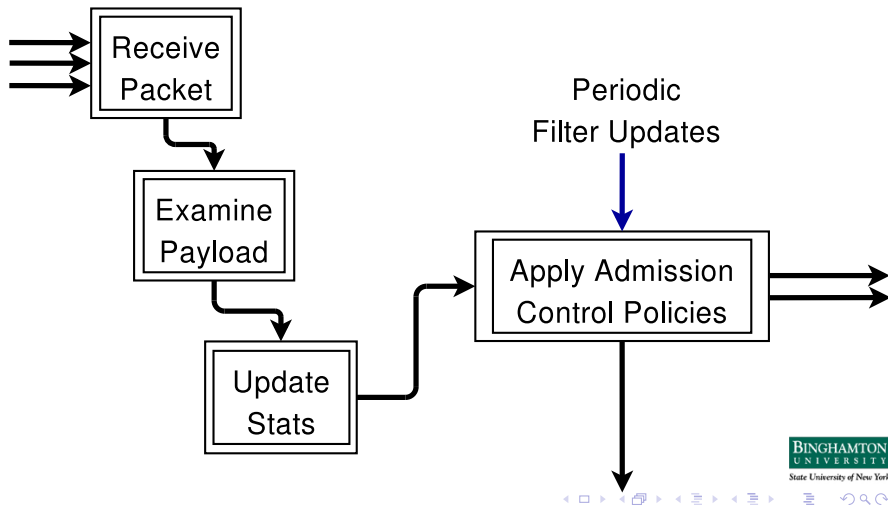 Receive
Packet
Periodic
Filter Updates
Examine
Payload
Apply Admission
Control Policies
Update
Stats
BINGHAMTON
UNIVERSITY
State University of New York